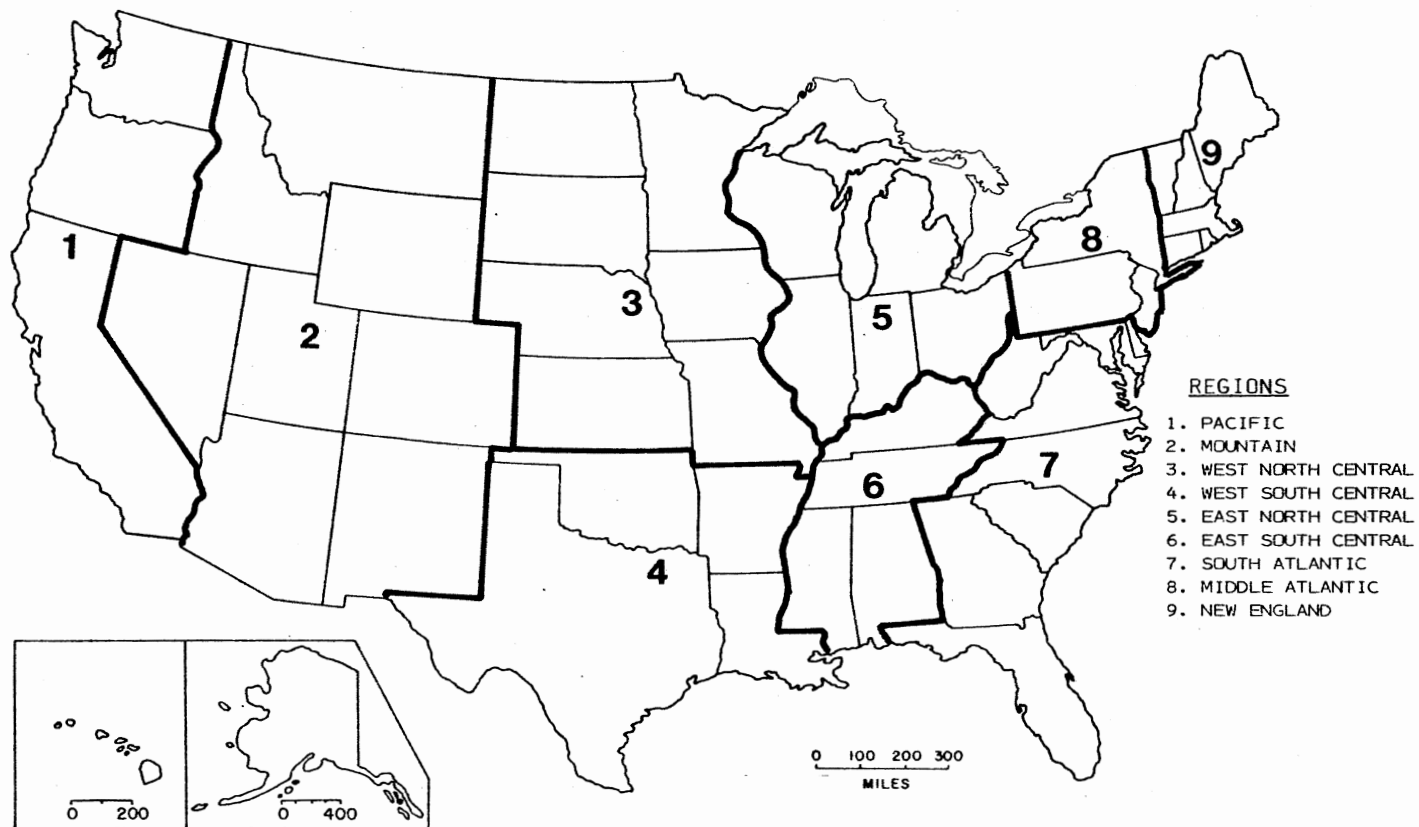 9
1
8
3
5
2
7
6
4
REGIONS
1. PACIFIC
2. MOUNTAIN
3. WEST NORTH CENTRAL
4. WEST SOUTH CENTRAL
5. EAST NORTH CENTRAL
6. EAST SOUTH CENTRAL
7. SOUTH ATLANTIC
8. MIDDLE ATLANTIC
9. NEW ENGLAND
0 100 200 300
MILES
0 200
0 400